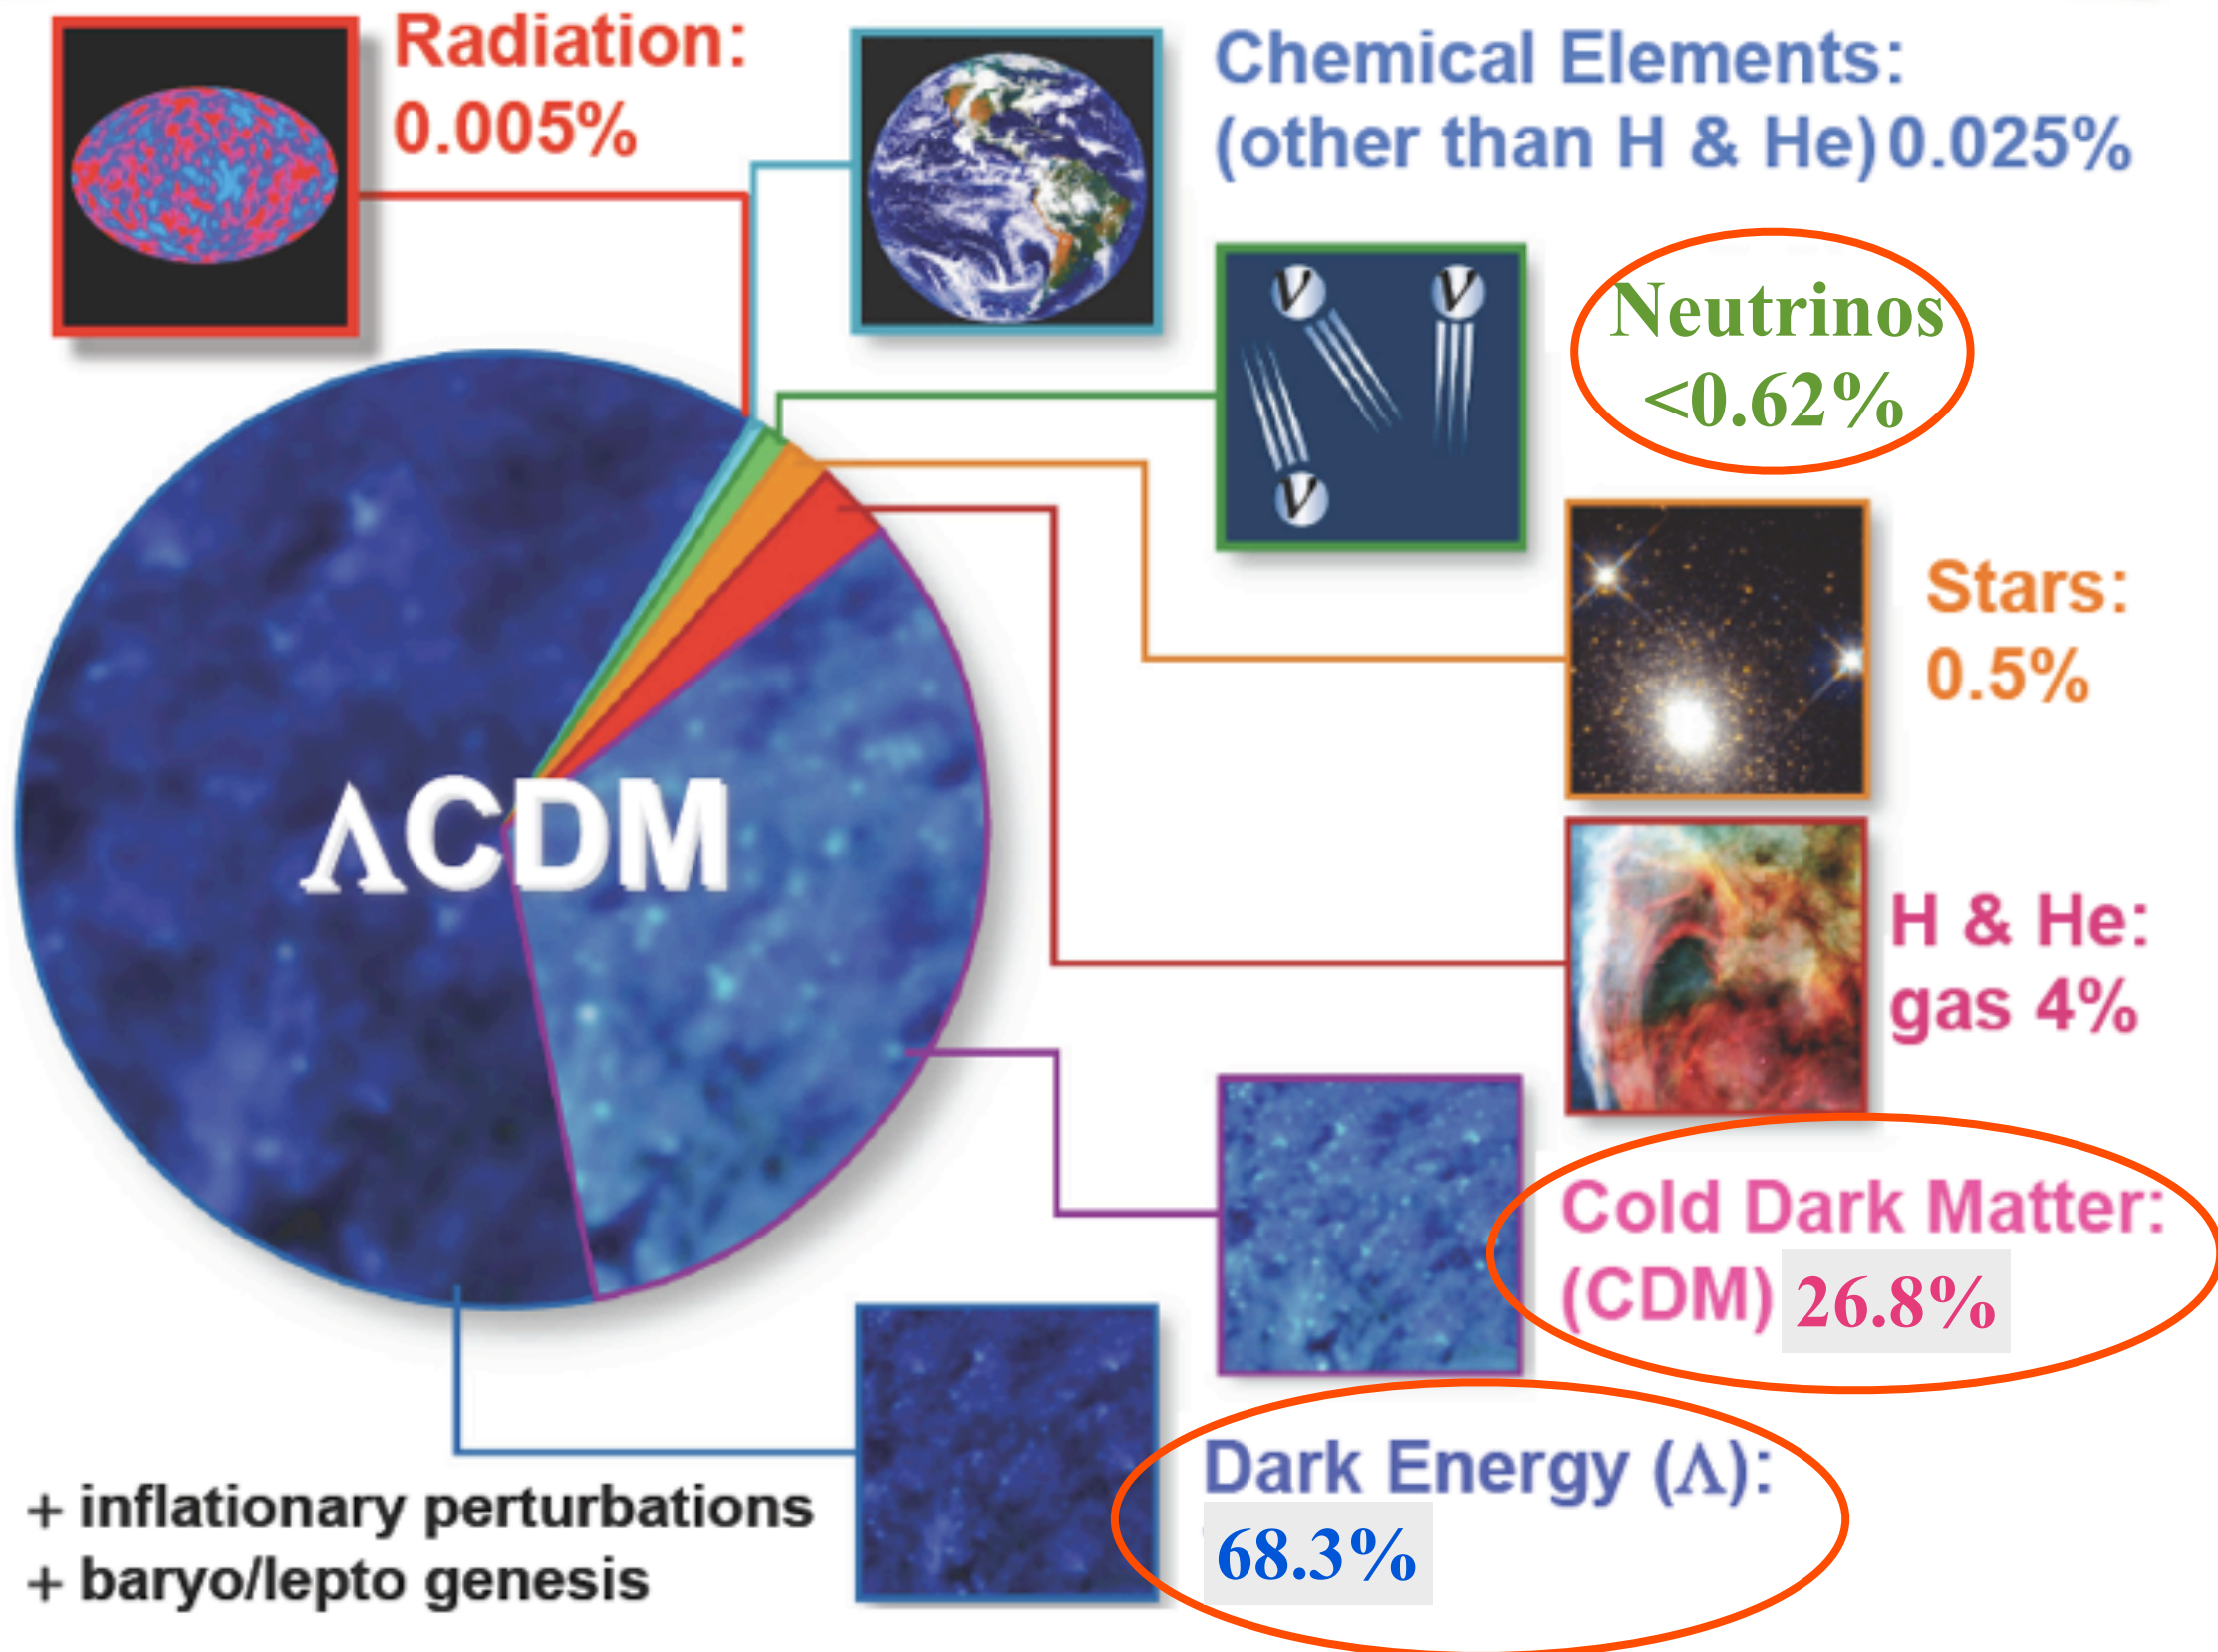 Radiation:
0.005%
Chemical Elements:
(other than H & He) 0.025%
ν ν
ν
Neutrinos
<0.62%
Stars:
0.5%
ΛCDM
H & He:
gas 4%
Cold Dark Matter:
(CDM) 26.8%
Dark Energy (Λ):
68.3%
+ inflationary perturbations
+ baryo/lepto genesis